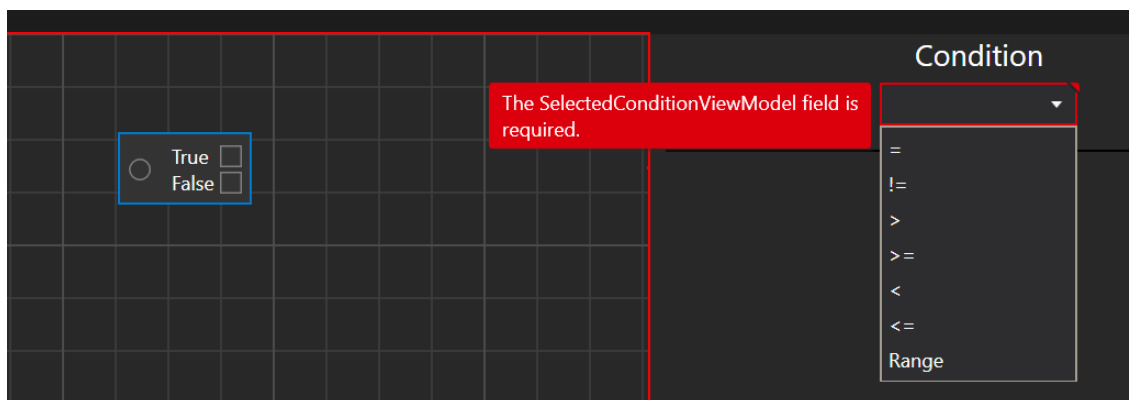 Condition
The SelectedConditionViewModel field is
required.
True
False
=
!=
>
>=
<
<=
Range